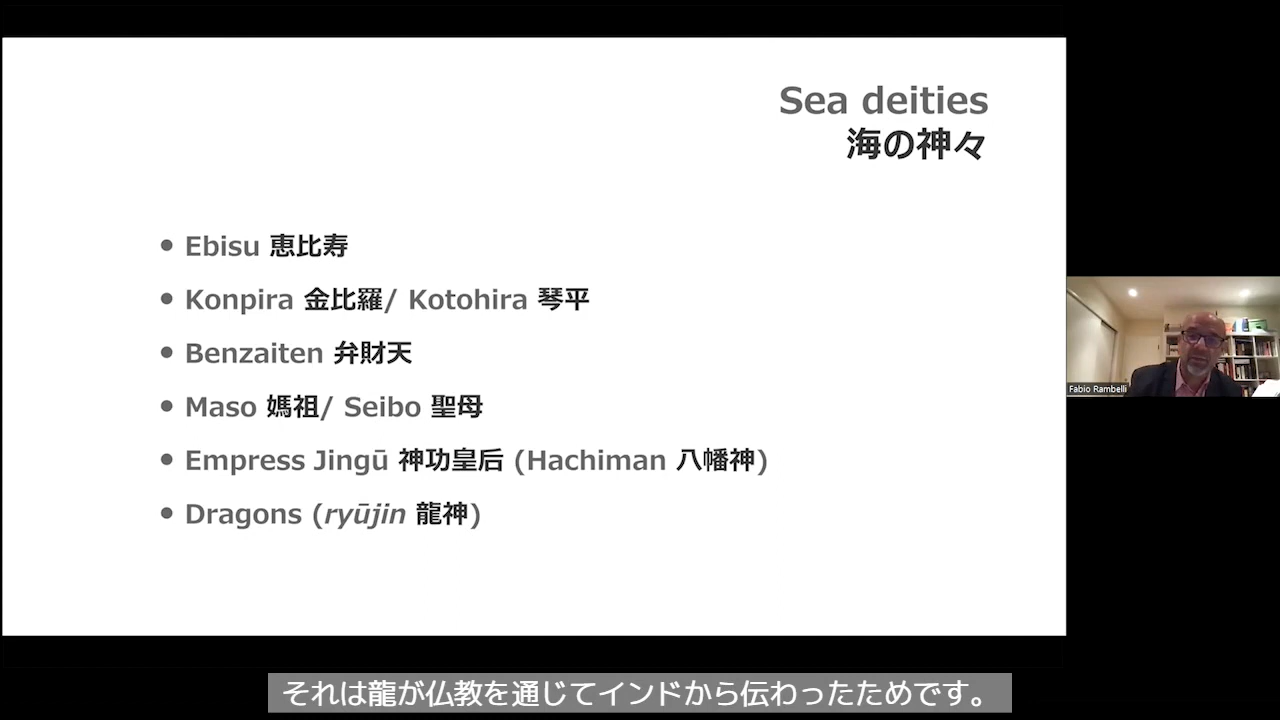 Sea deities
海の神々
• Ebisu 恵比寿
• Konpira 金比羅/ Kotohira 琴平
• Benzaiten 弁財天
• Maso 媽祖/ Seibo 聖母
• Empress Jingū 神功皇后 (Hachiman 八幡神)
• Dragons (ryūjin 龍神)
Fabio Rambelli
それは龍が仏教を通じてインドから伝わったためです。